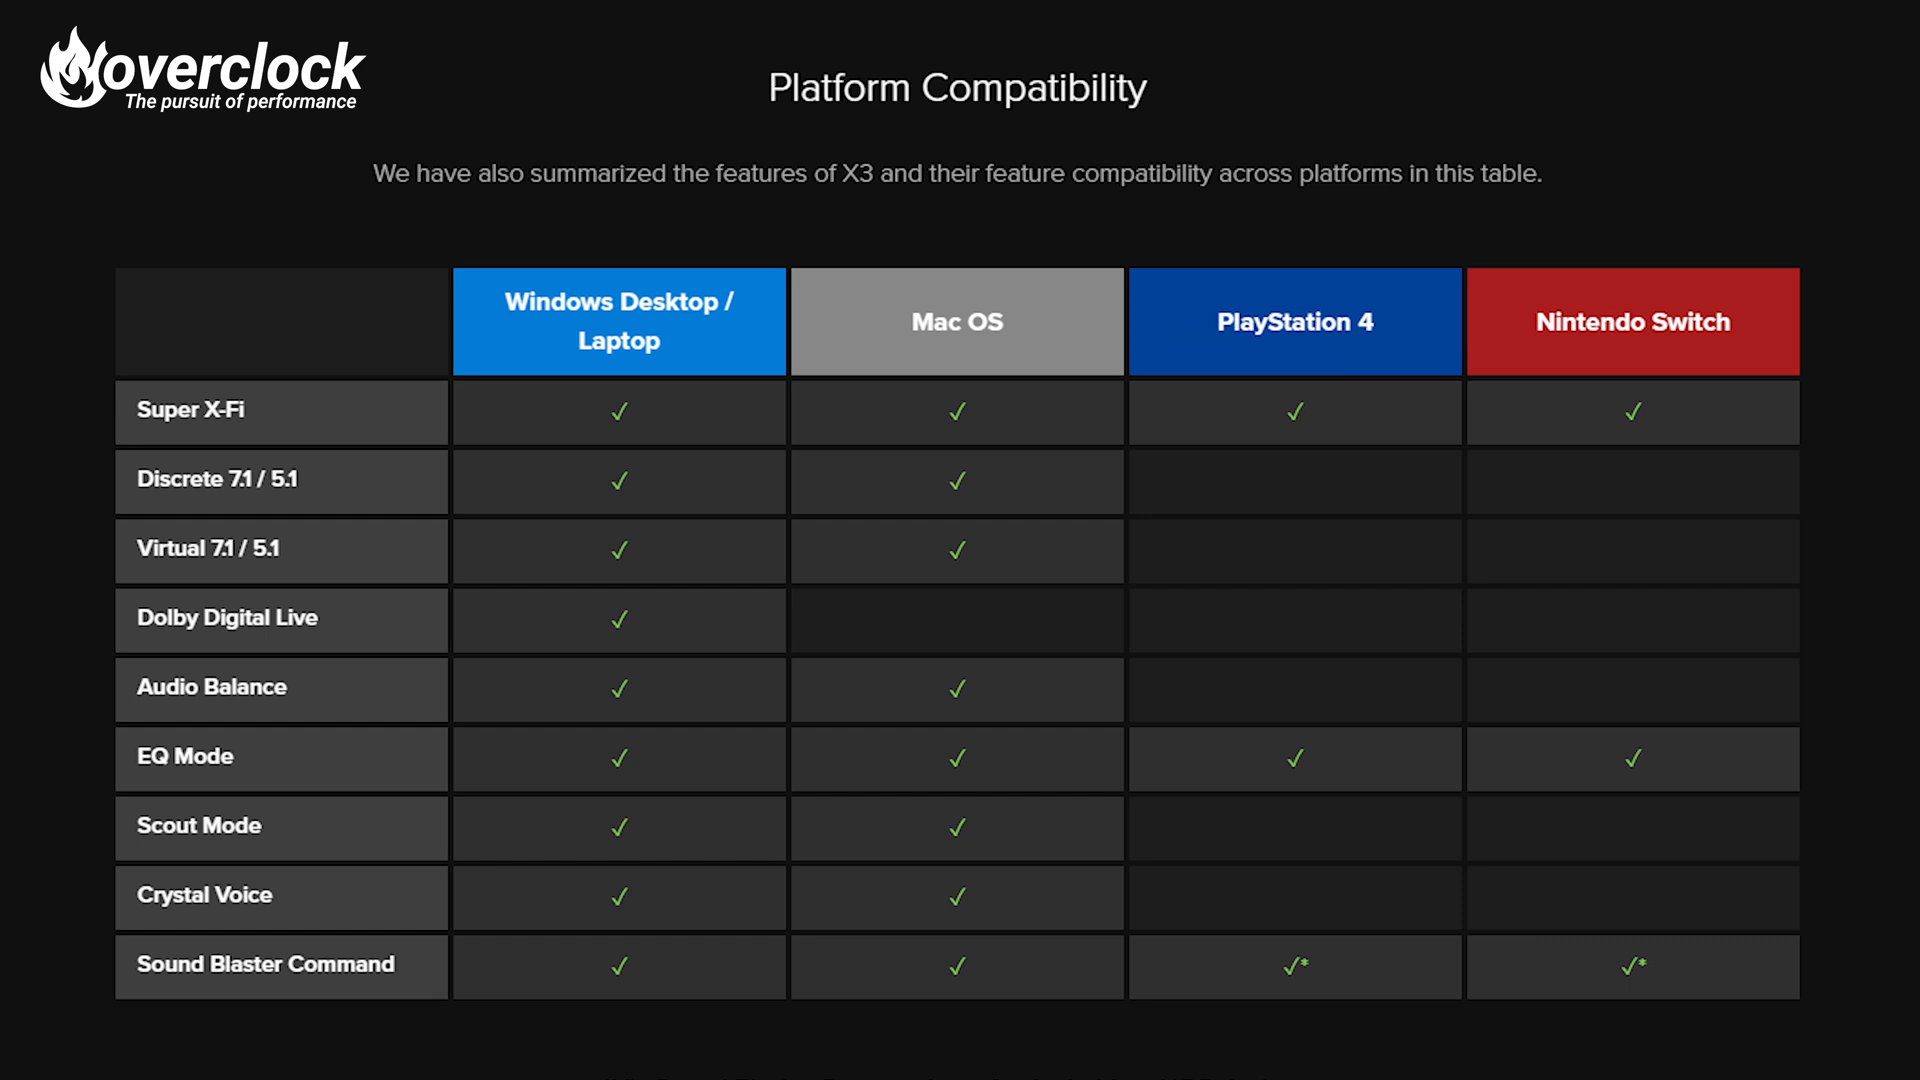 overclock
The pursuit of performance
Platform Compatibility
We have also summarized the features of X3 and their feature compatibility across platforms in this table.
Windows Desktop /
Laptop
Mac OS
PlayStation 4
Nintendo Switch
Super X-Fi ✓ ✓ ✓ ✓
Discrete 7.1 / 5.1 ✓ ✓
Virtual 7.1 / 5.1 ✓ ✓
Dolby Digital Live ✓
Audio Balance ✓ ✓
EQ Mode ✓ ✓ ✓ ✓
Scout Mode ✓ ✓
Crystal Voice ✓ ✓
Sound Blaster Command ✓ ✓ ✓* ✓*